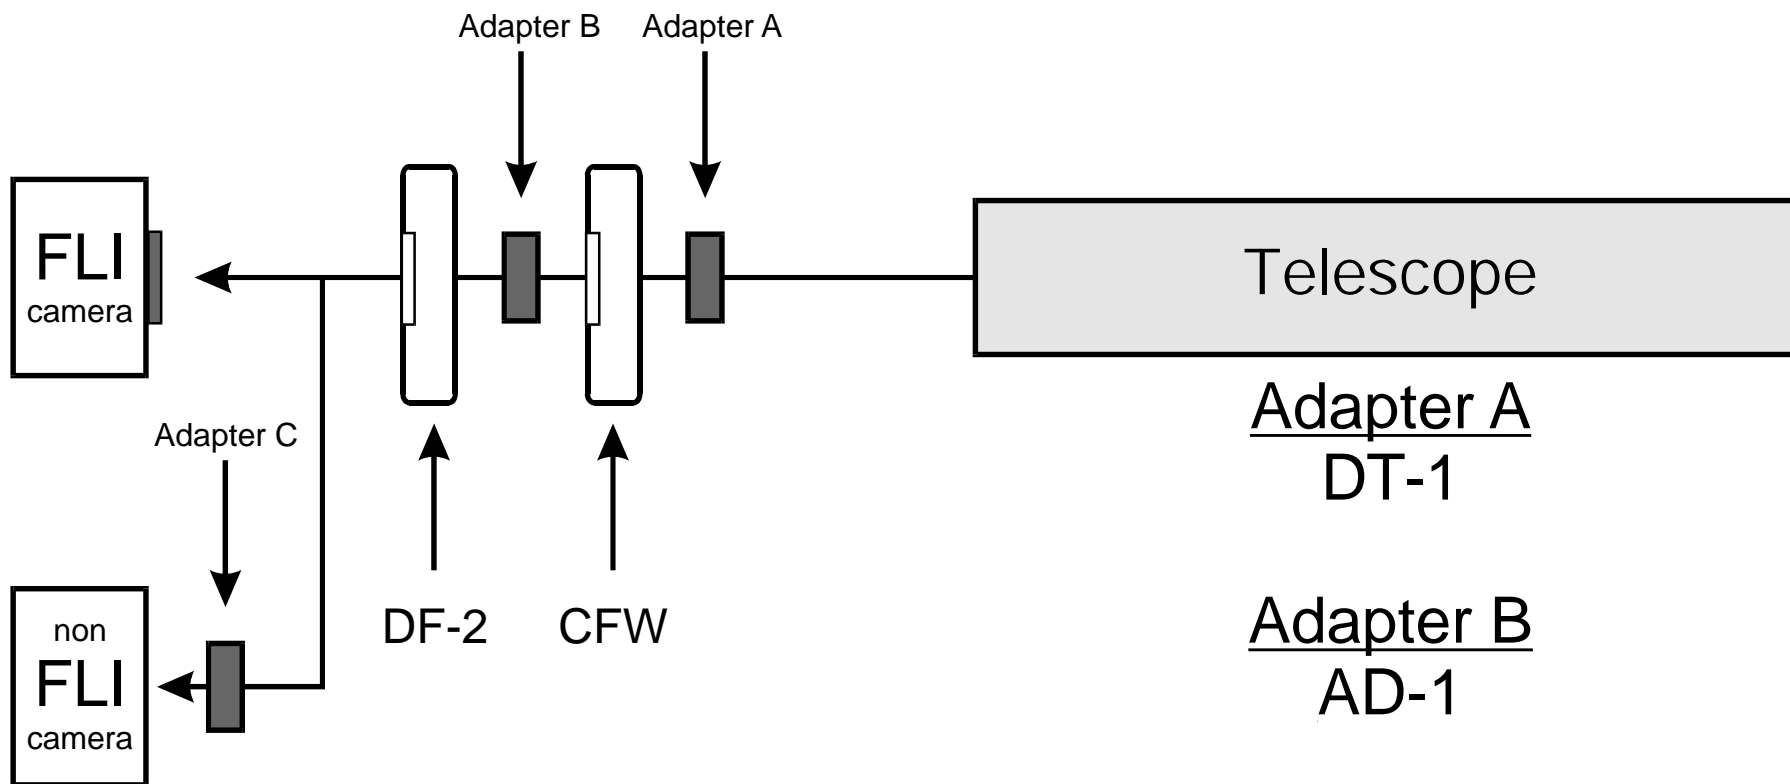 Adapter B
Adapter A
FLI
camera
Telescope
Adapter C
Adapter A
DT-1
DF-2
CFW
non
FLI
camera
Adapter B
AD-1